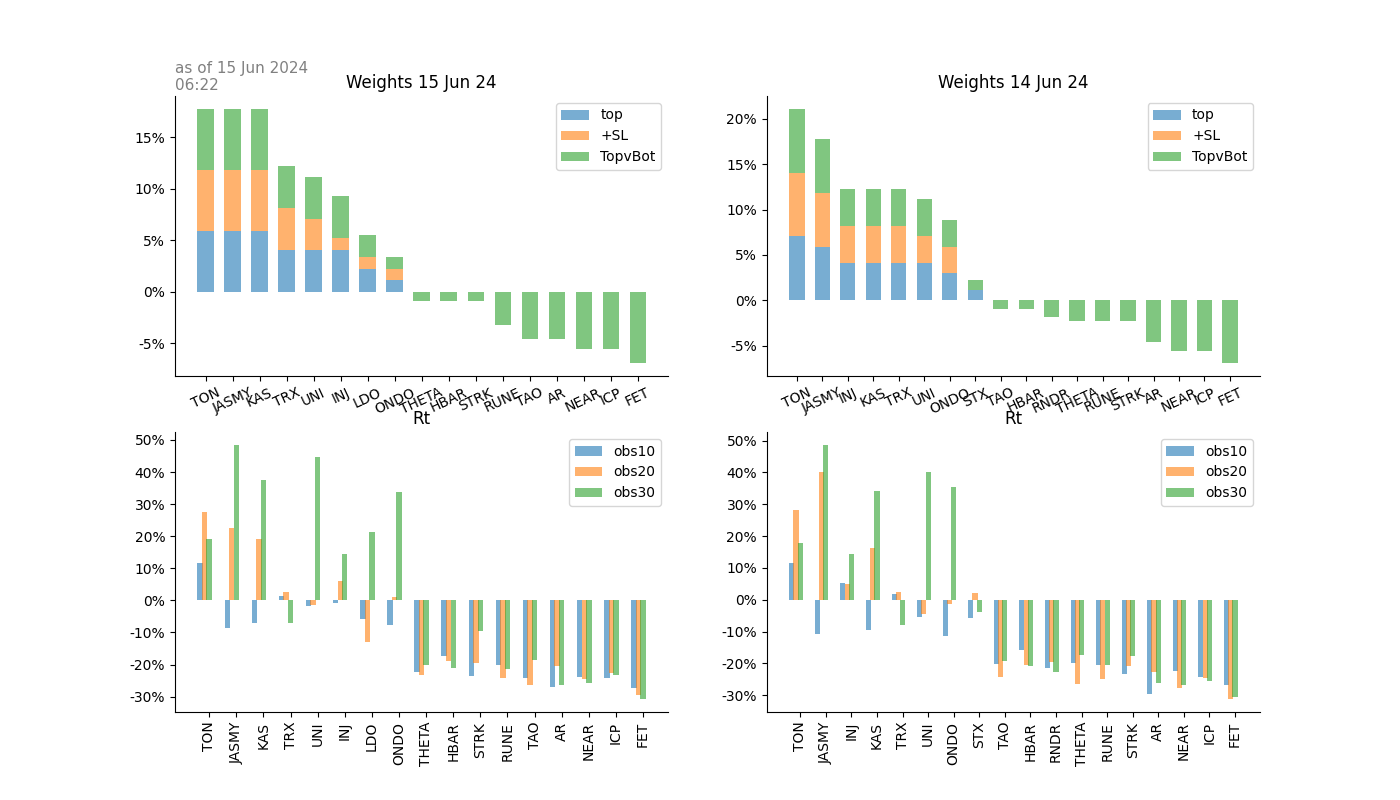 as of 15 Jun 2024
06:22
Weights 15 Jun 24
15%
10%
5%
0%
-5%
top
+SL
TopvBot
TON JASMY KAS TRX UNI INJ LDO ONDO THETA HBAR STRK RUNE TAO AR NEAR ICP FET
Weights 14 Jun 24
20%
15%
10%
5%
0%
-5%
top
+SL
TopvBot
TON JASMY INJ KAS TRX UNI ONDO STX TAO HBAR RNDR THETA RUNE STRK AR NEAR ICP FET
Rt
50%
40%
30%
20%
10%
0%
-10%
-20%
-30%
obs10
obs20
obs30
TON JASMY KAS TRX UNI INJ LDO ONDO THETA HBAR STRK RUNE TAO AR NEAR ICP FET
Rt
50%
40%
30%
20%
10%
0%
-10%
-20%
-30%
obs10
obs20
obs30
TON JASMY INJ KAS TRX UNI ONDO STX TAO HBAR RNDR THETA RUNE STRK AR NEAR ICP FET